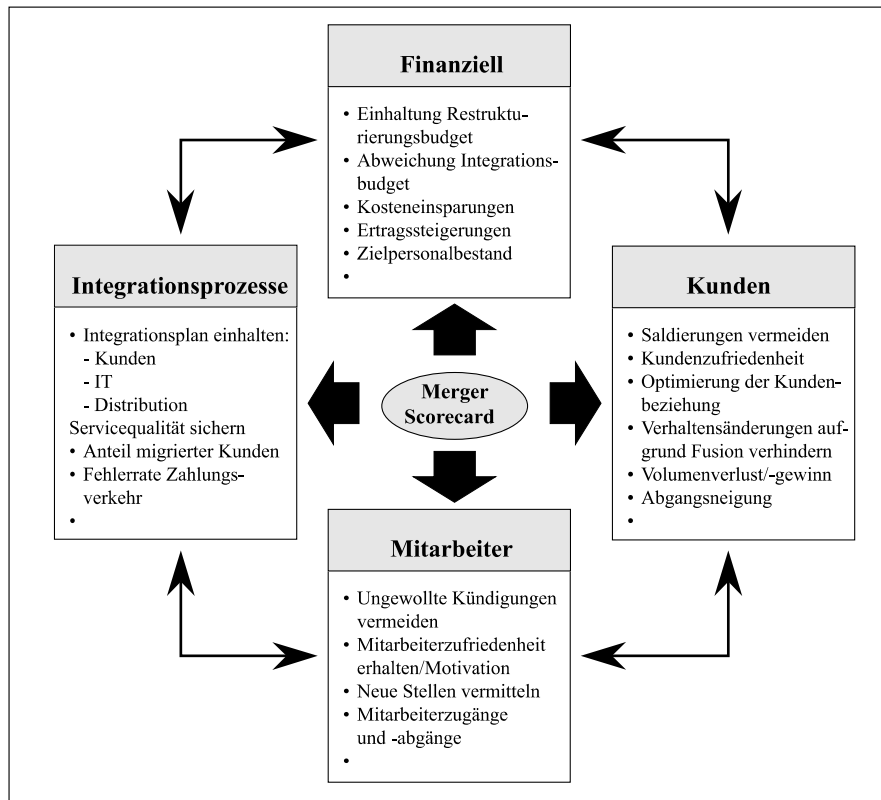 Finanziell
• Einhaltung Restruktu-
rierungsbudget
• Abweichung Integrations-
budget
• Kosteneinsparungen
• Ertragssteigerungen
• Zielpersonalbestand
•
Integrationsprozesse
• Integrationsplan einhalten:
- Kunden
- IT
- Distribution
Servicequalität sichern
• Anteil migrierter Kunden
• Fehlerrate Zahlungs-
verkehr
•
Merger
Scorecard
Kunden
• Saldierungen vermeiden
• Kundenzufriedenheit
• Optimierung der Kunden-
beziehung
• Verhaltensänderungen auf-
grund Fusion verhindern
• Volumenverlust/-gewinn
• Abgangsneigung
•
Mitarbeiter
• Ungewollte Kündigungen
vermeiden
• Mitarbeiterzufriedenheit
erhalten/Motivation
• Neue Stellen vermitteln
• Mitarbeiterzugänge
und -abgänge
•